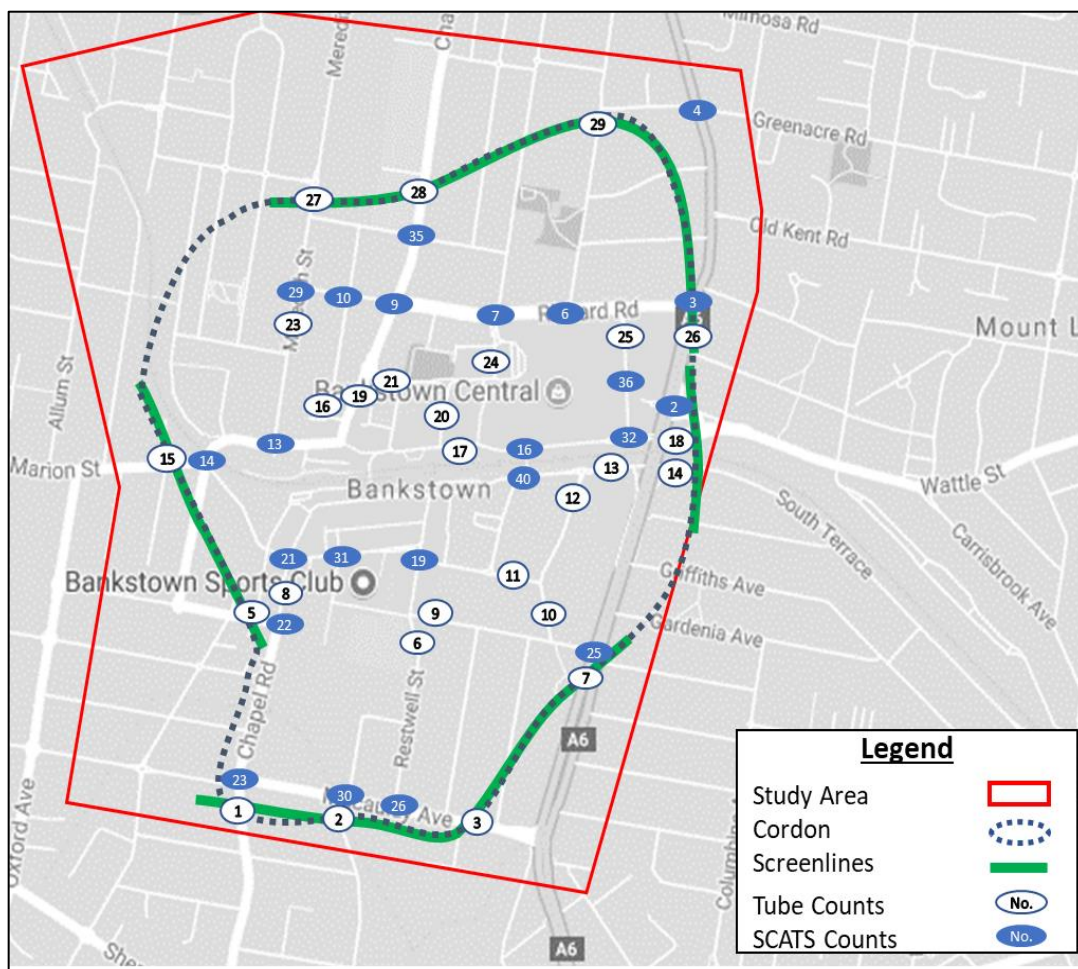 Mimosa Rd
Meredi
Cha
4
Greenacre Rd
29
27
28
Old Kent Rd
35
29
10
9
7
6
3
Rd
A6
23
25
26
Mount L
24
Allum St
36
21
Bankstown Central
16
19
2
20
13
16
32
18
17
Marion St
15
14
13
14
Bankstown
40
12
Wattle St
South Terrace
Carrisbrook Ave
21
31
19
11
Griffiths Ave
Bankstown Sports Club
8
5
22
9
10
6
Gardenia Ave
25
7
Restwell St
Chapel Rd
A6
23
30
26
Ave
1
2
3
Oxford Ave
Columbine
A6
Legend
Study Area
Cordon
Screenlines
Tube Counts No.
SCATS Counts No.